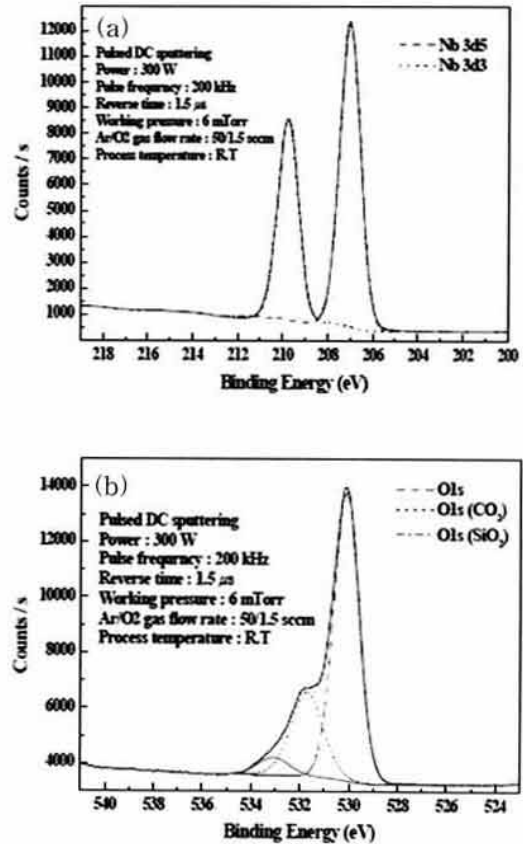 (a)
Pulsed DC sputtering
Power : 300 W
Pulse frequrncy : 200 kHz
Reverse time : 1.5 μs
Working pressure : 6 mTorr
Ar/O2 gas flow rate : 50/1.5 sccm
Process temperature : R.T
Nb 3d5
Nb 3d3
Counts / s
12000
11000
10000
9000
8000
7000
6000
5000
4000
3000
2000
1000
218 216 214 212 210 208 206 204 202 200
Binding Energy (eV)
(b)
Pulsed DC sputtering
Power : 300 W
Pulse frequrncy : 200 kHz
Reverse time : 1.5 μs
Working pressure : 6 mTorr
Ar/O2 gas flow rate : 50/1.5 sccm
Process temperature : R.T
O1s
O1s (CO₂)
O1s (SiO₂)
Counts / s
14000
12000
10000
8000
6000
4000
540 538 536 534 532 530 528 526 524
Binding Energy (eV)